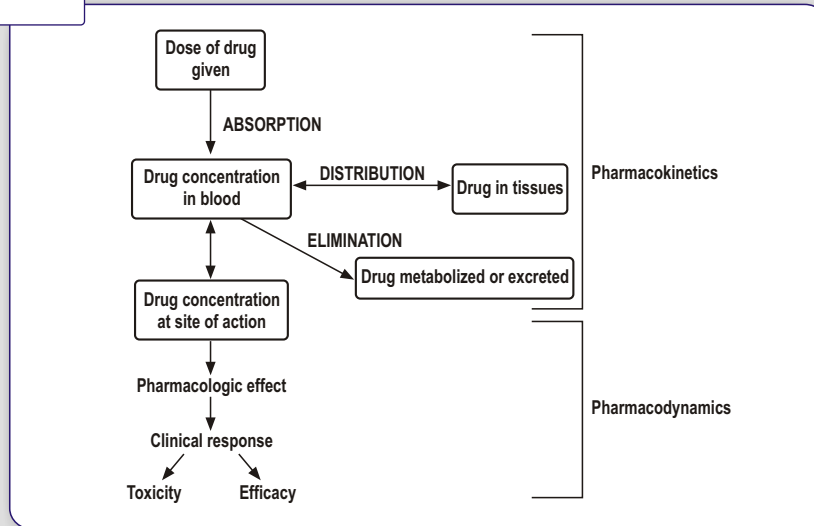 Dose of drug
given
ABSORPTION
Drug concentration
in blood
DISTRIBUTION
Drug in tissues
Pharmacokinetics
ELIMINATION
Drug metabolized or excreted
Drug concentration
at site of action
Pharmacologic effect
Pharmacodynamics
Clinical response
Toxicity
Efficacy